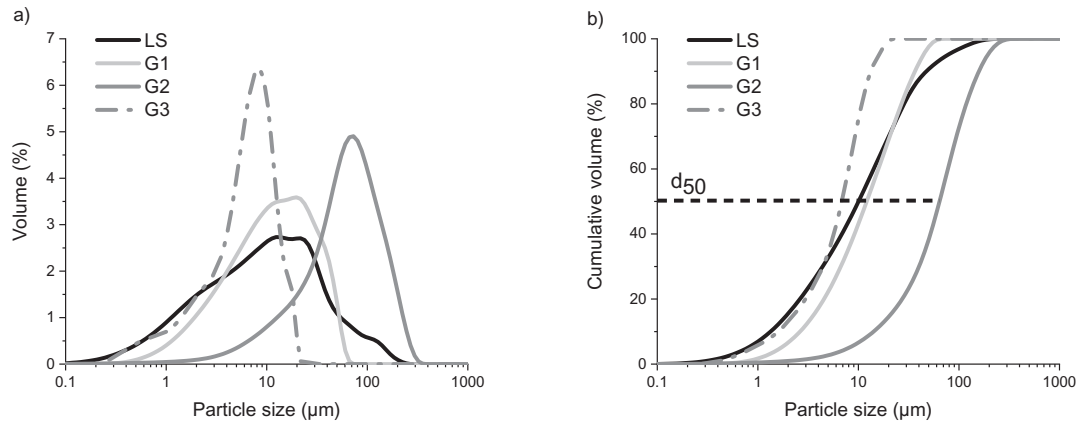 a)
7
6
5
4
3
2
1
0
Volume (%)
LS
G1
G2
G3
0.1 1 10 100 1000
Particle size (µm)
b)
100
80
60
40
20
0
Cumulative volume (%)
LS
G1
G2
G3
d50
0.1 1 10 100 1000
Particle size (µm)